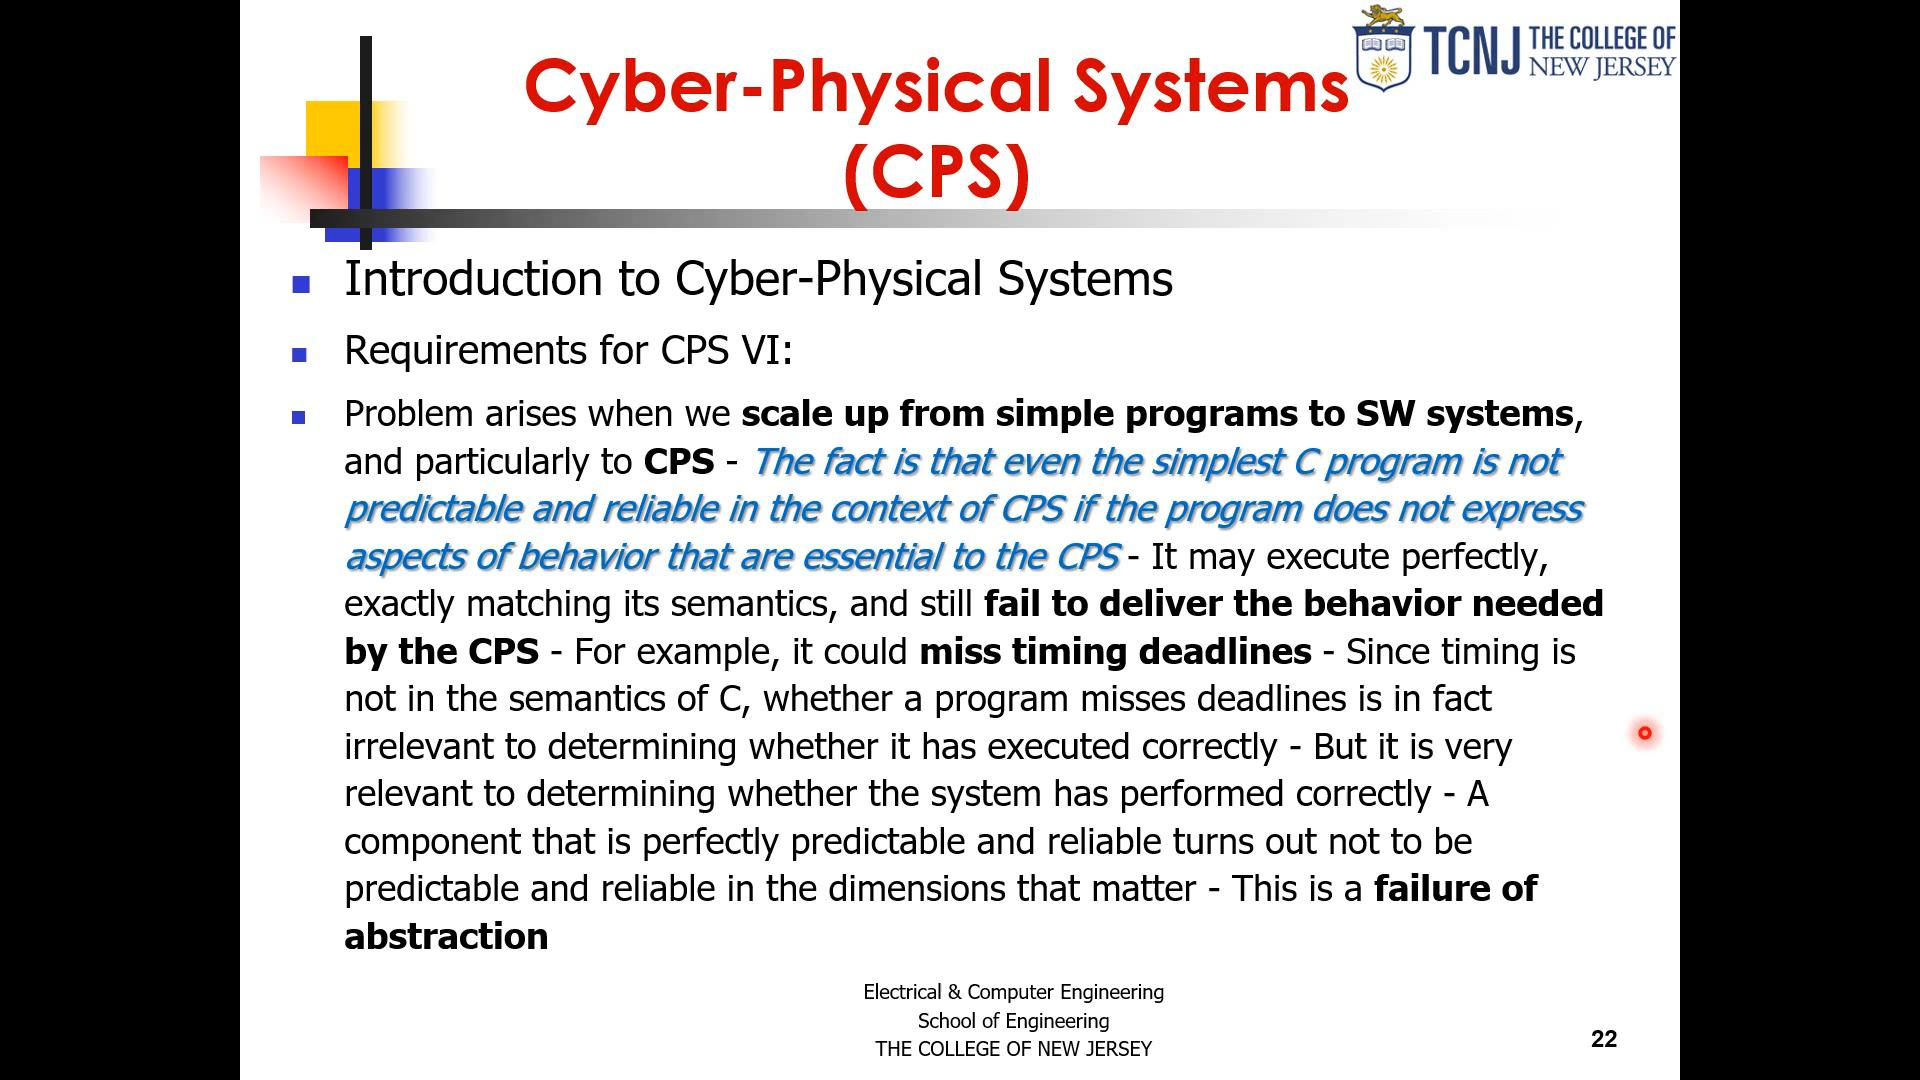 TCNJ THE COLLEGE OF
NEW JERSEY
Cyber-Physical Systems
(CPS)
Introduction to Cyber-Physical Systems
Requirements for CPS VI:
Problem arises when we scale up from simple programs to SW systems,
and particularly to CPS - The fact is that even the simplest C program is not
predictable and reliable in the context of CPS if the program does not express
aspects of behavior that are essential to the CPS - It may execute perfectly,
exactly matching its semantics, and still fail to deliver the behavior needed
by the CPS - For example, it could miss timing deadlines - Since timing is
not in the semantics of C, whether a program misses deadlines is in fact
irrelevant to determining whether it has executed correctly - But it is very
relevant to determining whether the system has performed correctly - A
component that is perfectly predictable and reliable turns out not to be
predictable and reliable in the dimensions that matter - This is a failure of
abstraction
Electrical & Computer Engineering
School of Engineering
THE COLLEGE OF NEW JERSEY
22